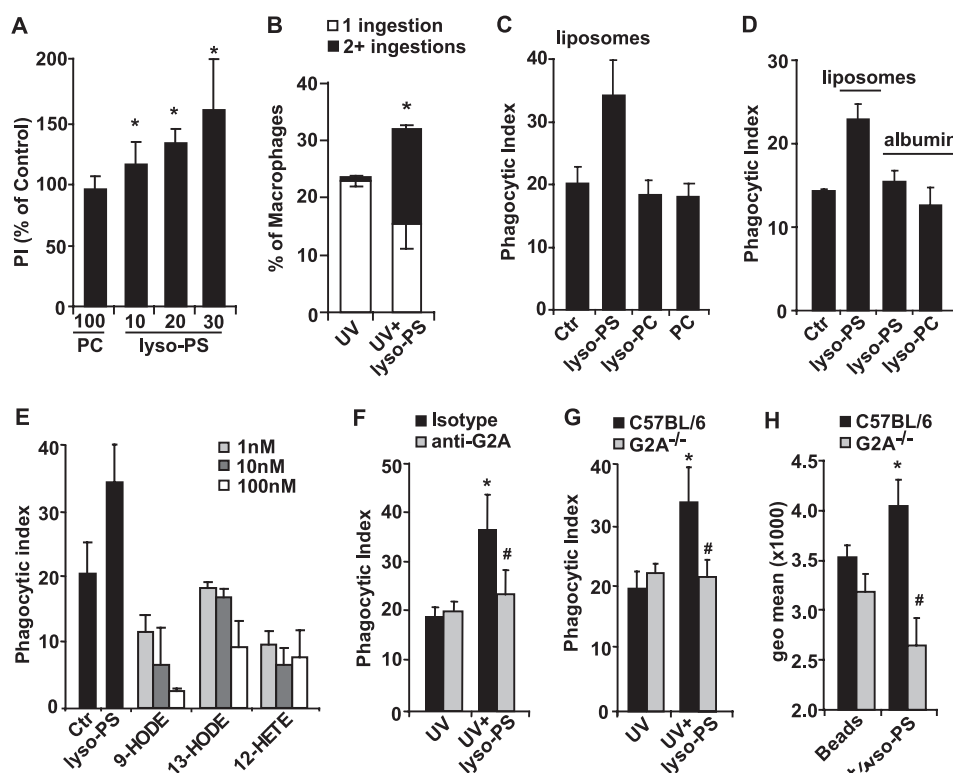 A
PI (% of Control)
200
150
100
50
0
100 10 20 30
PC lyso-PS
B
1 ingestion
2+ ingestions
% of Macrophages
40
30
20
10
0
*
UV
UV+
lyso-PS
C
liposomes
Phagocytic Index
40
30
20
10
0
Ctr
lyso-PS
lyso-PC
PC
D
liposomes
albumin
Phagocytic Index
30
20
10
0
Ctr
lyso-PS
lyso-PS
lyso-PC
E
1nM
10nM
100nM
Phagocytic Index
40
30
20
10
0
Ctr
lyso-PS
9-HODE
13-HODE
12-HETE
F
Isotype
anti-G2A
Phagocytic Index
50
40
30
20
10
0
*
#
UV
UV+
lyso-PS
G
C57BL/6
G2A-/-
Phagocytic Index
40
30
20
10
0
*
#
UV
UV+
lyso-PS
H
C57BL/6
G2A-/-
geo mean (x1000)
4.5
4.0
3.5
3.0
2.5
2.0
*
#
Beads